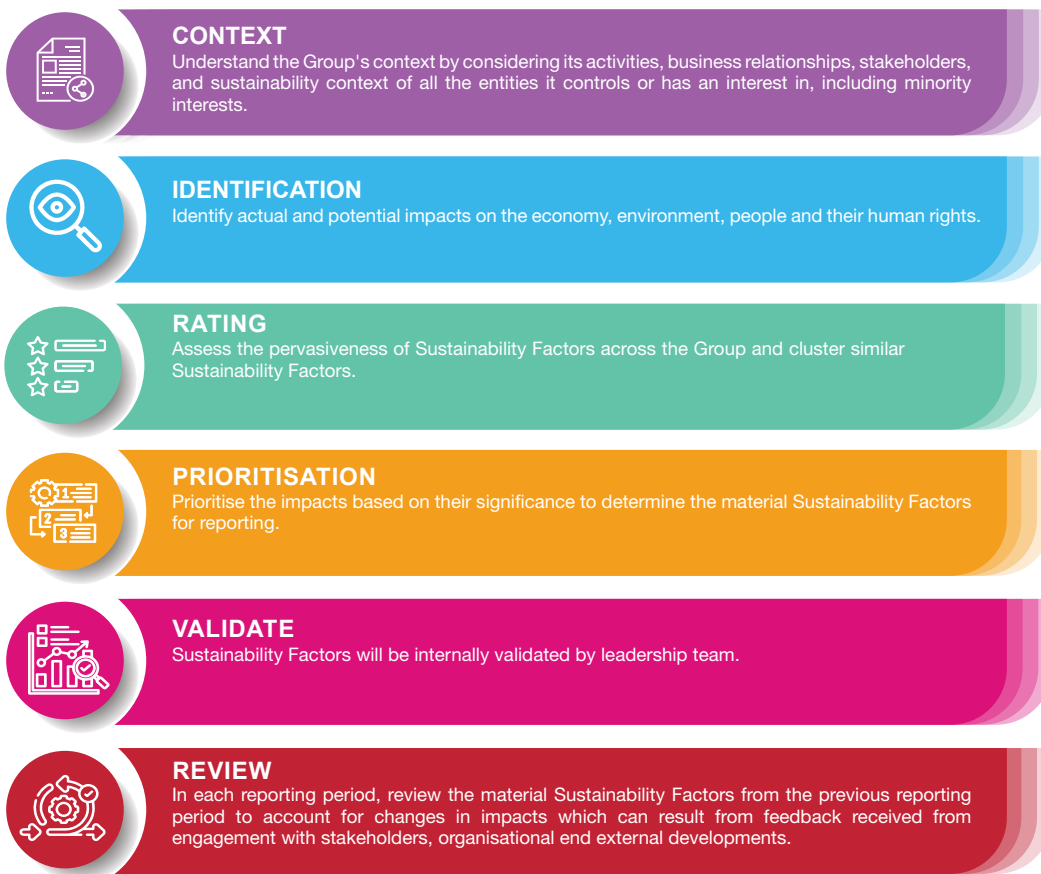 CONTEXT
Understand the Group's context by considering its activities, business relationships, stakeholders,
and sustainability context of all the entities it controls or has an interest in, including minority
interests.
IDENTIFICATION
Identify actual and potential impacts on the economy, environment, people and their human rights.
RATING
Assess the pervasiveness of Sustainability Factors across the Group and cluster similar
Sustainability Factors.
PRIORITISATION
1
2
3
Prioritise the impacts based on their significance to determine the material Sustainability Factors
for reporting.
VALIDATE
Sustainability Factors will be internally validated by leadership team.
REVIEW
In each reporting period, review the material Sustainability Factors from the previous reporting
period to account for changes in impacts which can result from feedback received from
engagement with stakeholders, organisational end external developments.